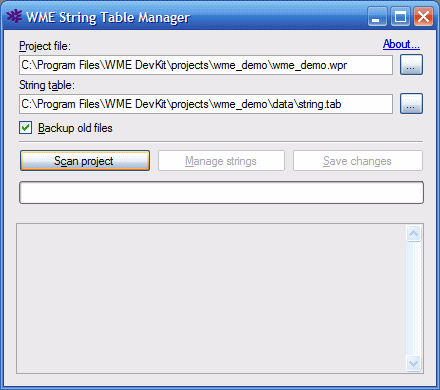 WME String Table Manager
Project file:
About...
C:\Program Files\WME DevKit\projects\wme_demo\wme_demo.wpr
...
String table:
C:\Program Files\WME DevKit\projects\wme_demo\data\string.tab
...
Backup old files
Scan project
Manage strings
Save changes